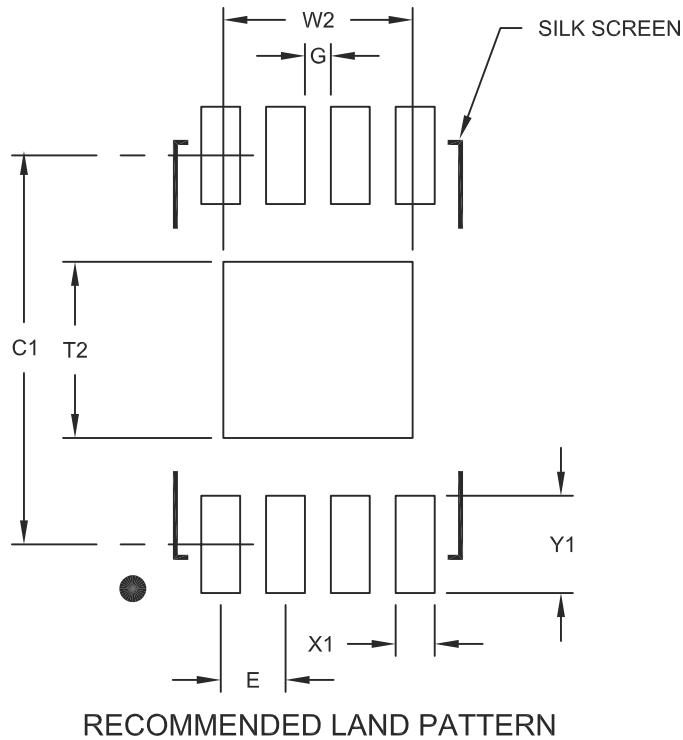 W2
SILK SCREEN
G
C1
T2
Y1
X1
E
RECOMMENDED LAND PATTERN